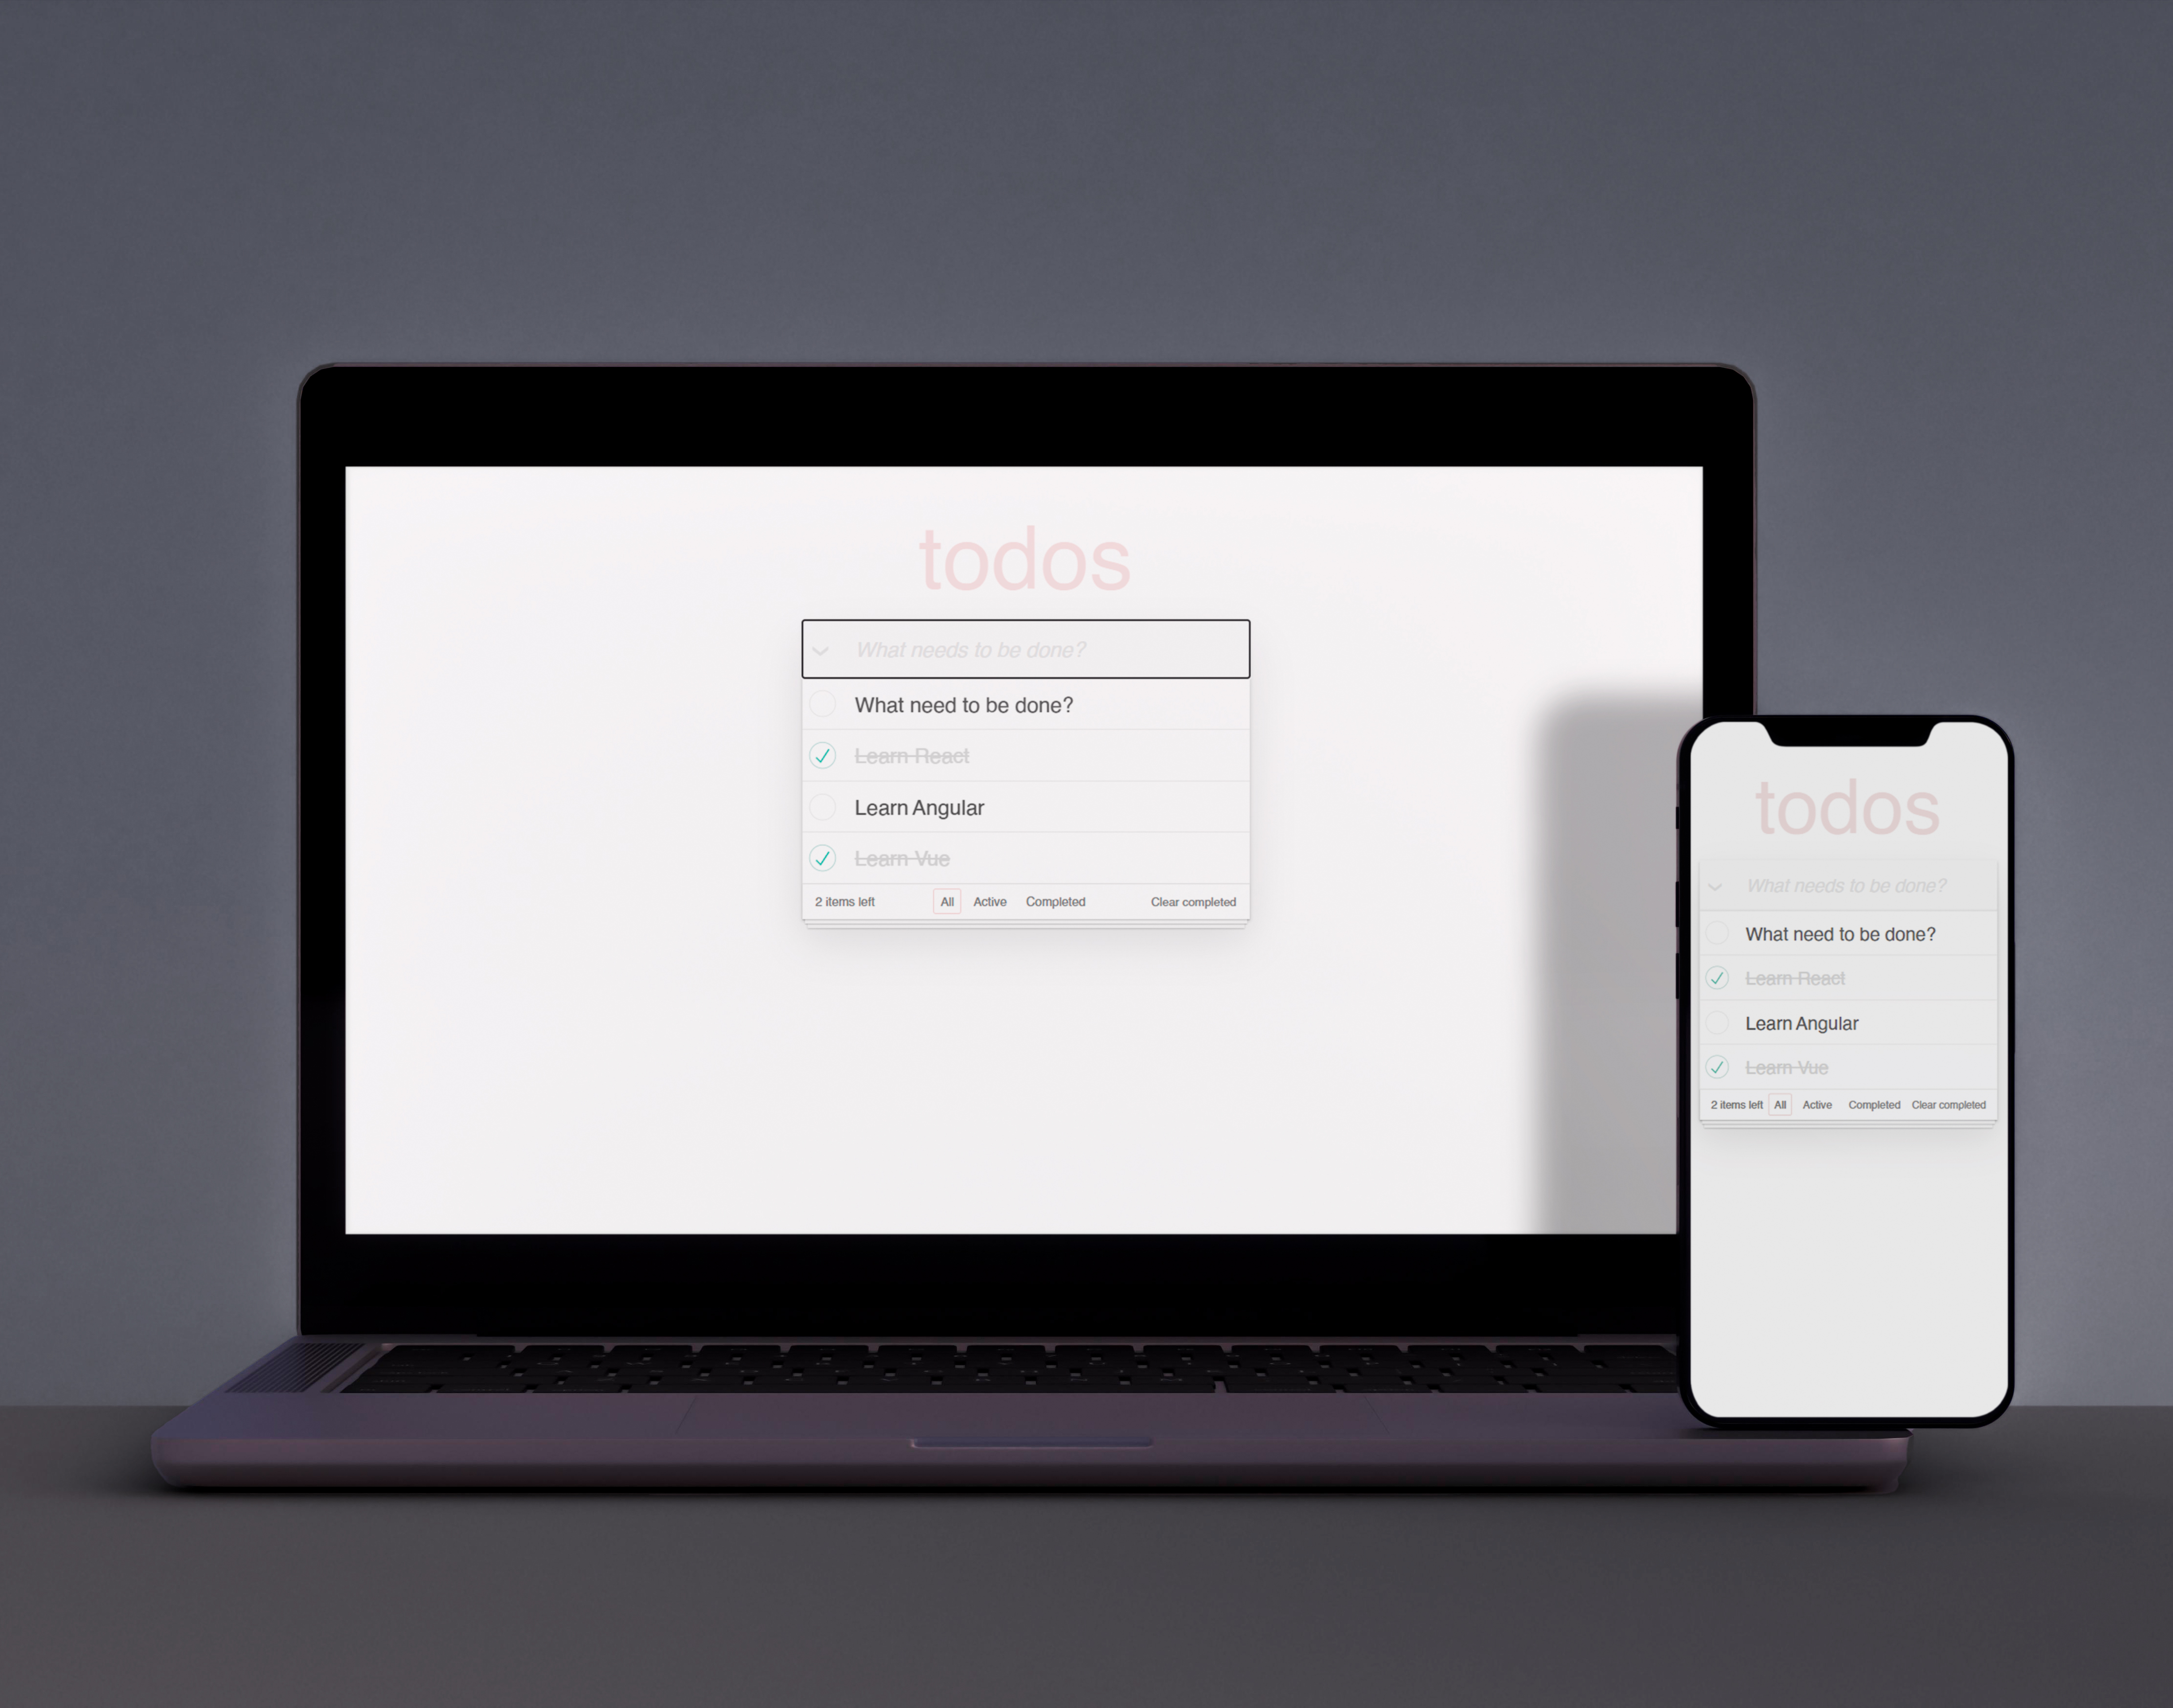 todos
What needs to be done?
What need to be done?
Learn React
Learn Angular
Learn Vue
2 items left All Active Completed Clear completed
todos
What needs to be done?
What need to be done?
Learn React
Learn Angular
Learn Vue
2 items left All Active Completed Clear completed